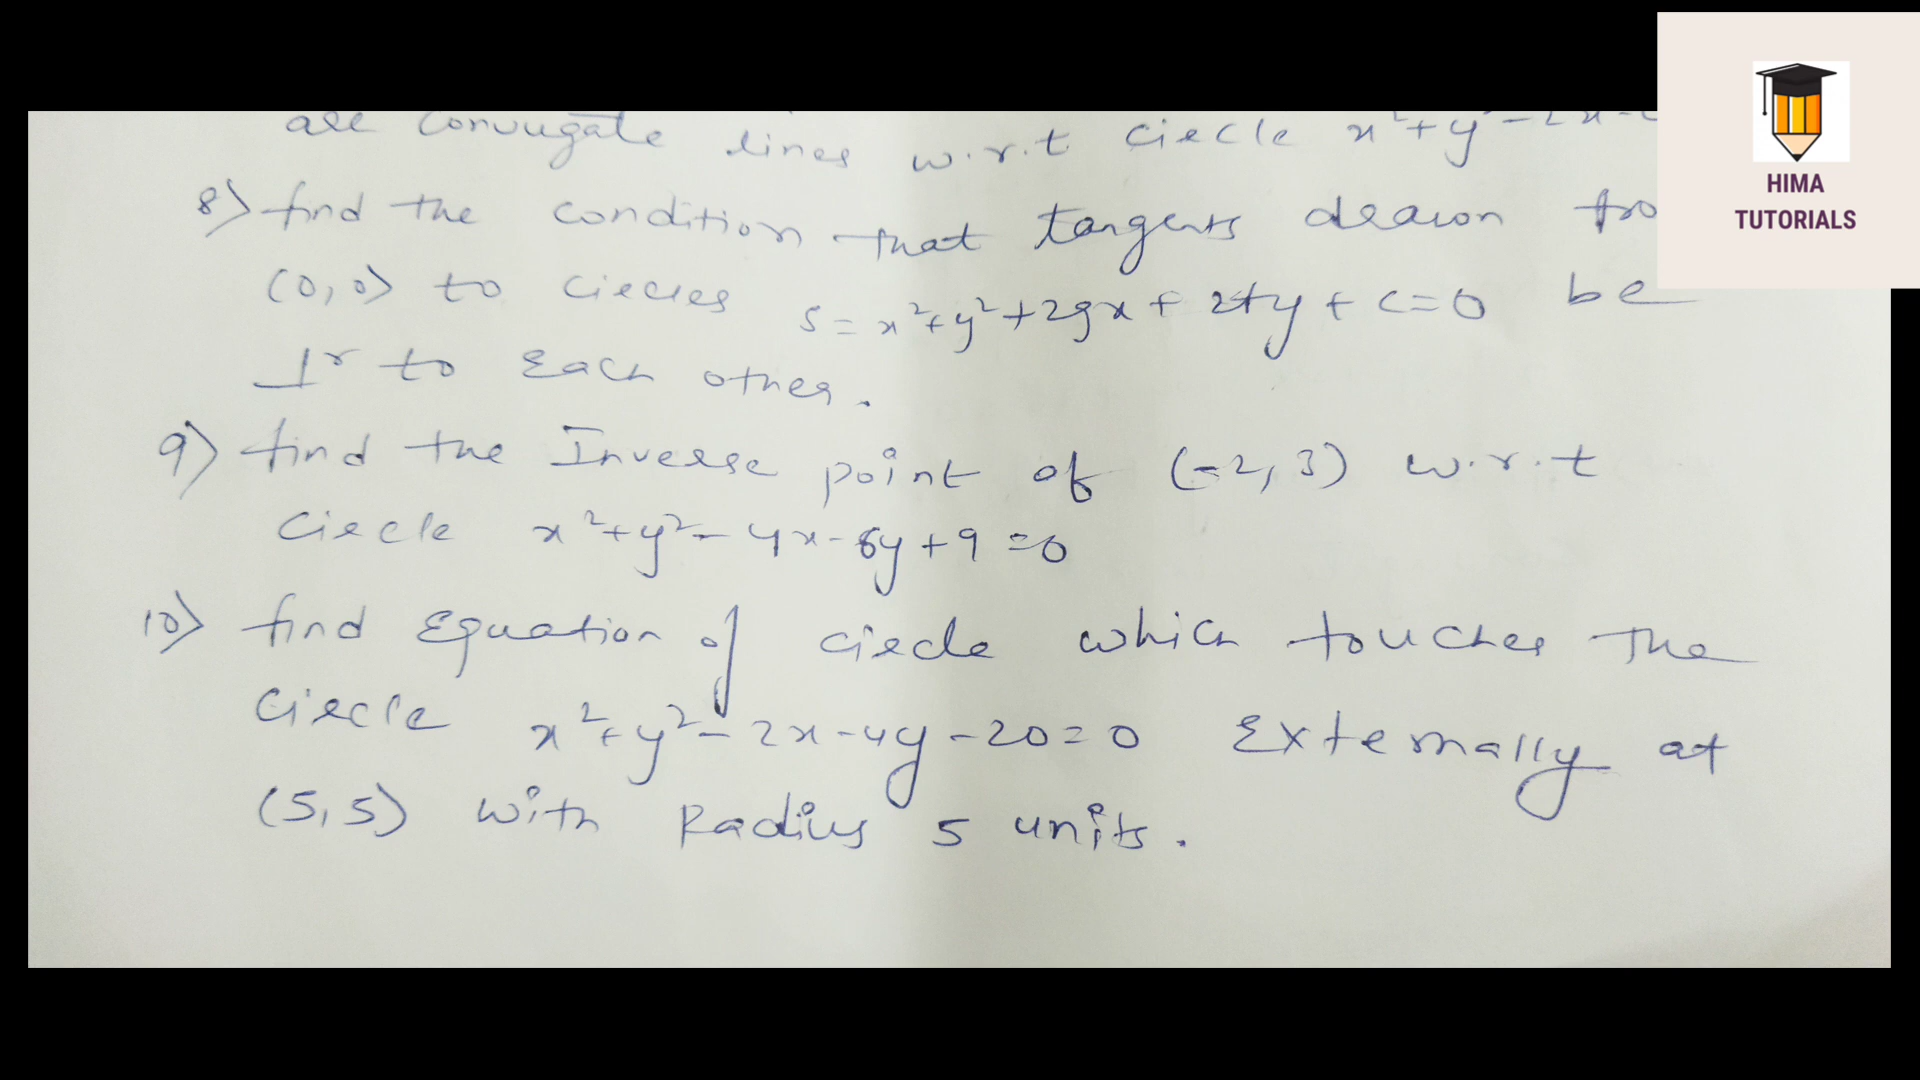 are conjugate lines w.r.t circle x²+y²-2x-
8) find the condition that tangents drawn fro
(0,0) to circles S = x²+y²+2gx+2fy+c=0 be
⊥r to each other.
9) find the Inverse point of (-2,3) w.r.t
circle x²+y²-4x-6y+9=0
10) find Equation of circle which touches the
circle x²+y²-2x-4y-20=0 Externally at
(5,5) with Radius 5 units.
HIMA
TUTORIALS